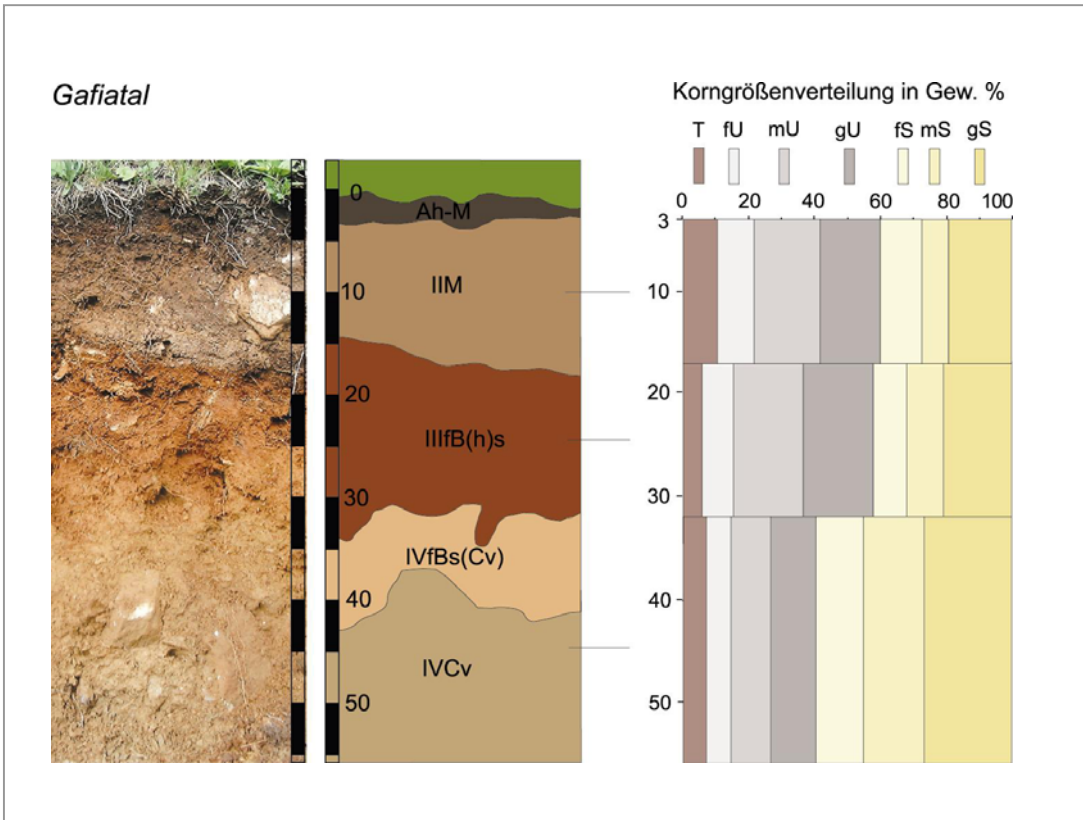 Gafiatal
Korngrößenverteilung in Gew. %
T fU mU gU fS mS gS
0 20 40 60 80 100
0
Ah-M
IIM
10
20
IIIfB(h)s
30
IVfBs(Cv)
40
IVCv
50
3
10
20
30
40
50